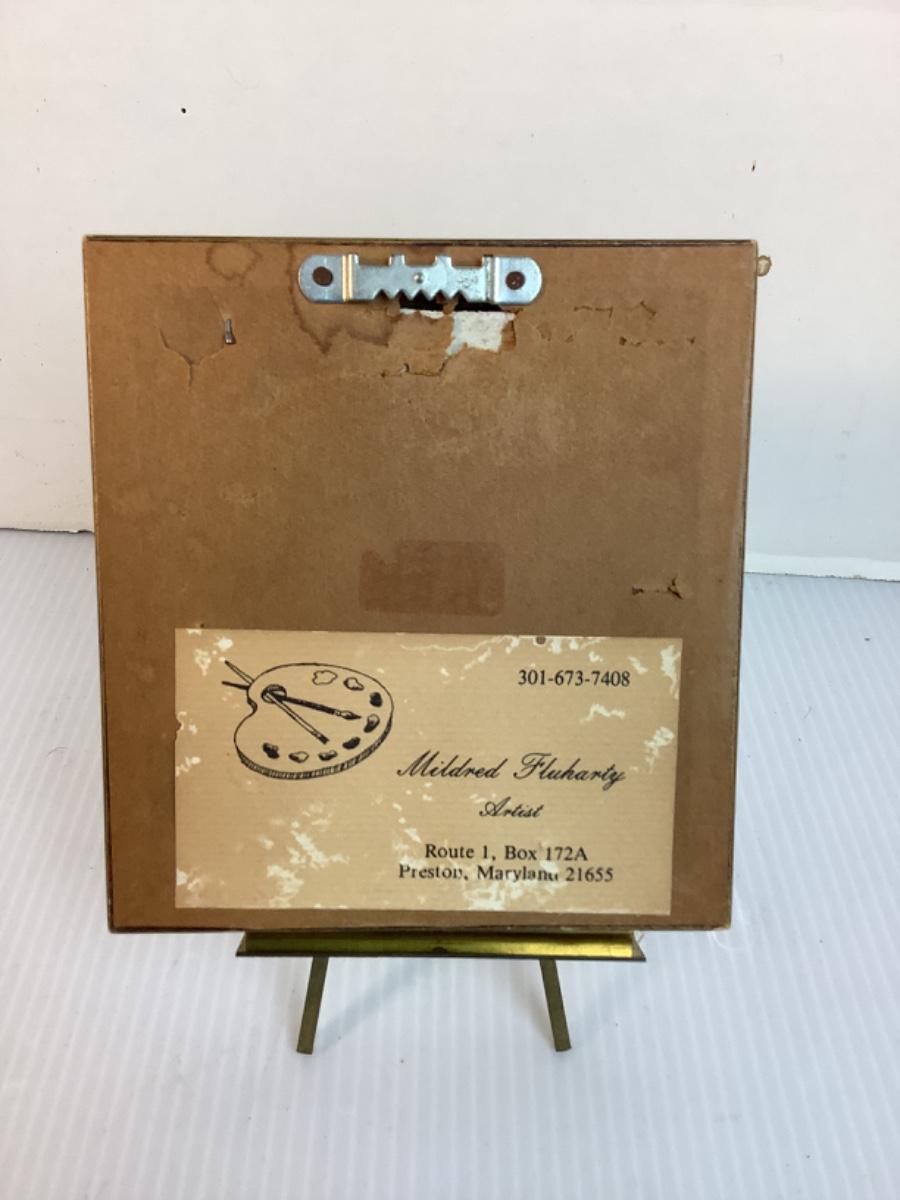 301-673-7408
Mildred Fluharty
Artist
Route 1, Box 172A
Preston, Maryland 21655